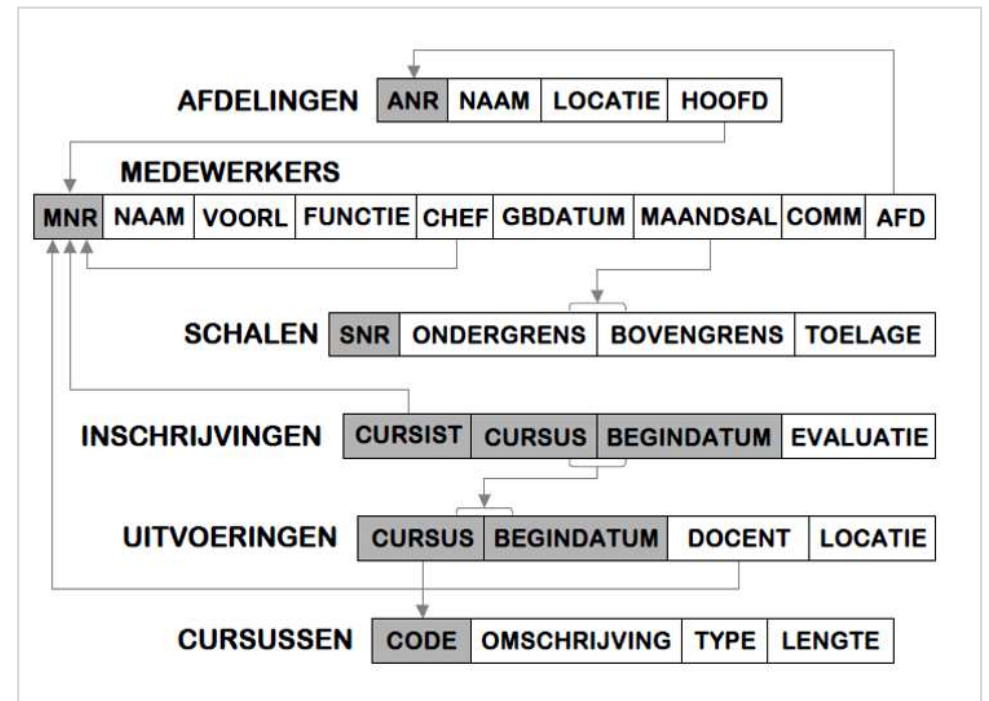 AFDELINGEN ANR NAAM LOCATIE HOOFD
MEDEWERKERS
MNR NAAM VOORL FUNCTIE CHEF GBDATUM MAANDSAL COMM AFD
SCHALEN SNR ONDERGRENS BOVENGRENS TOELAGE
INSCHRIJVINGEN CURSIST CURSUS BEGINDATUM EVALUATIE
UITVOERINGEN CURSUS BEGINDATUM DOCENT LOCATIE
CURSUSSEN CODE OMSCHRIJVING TYPE LENGTE